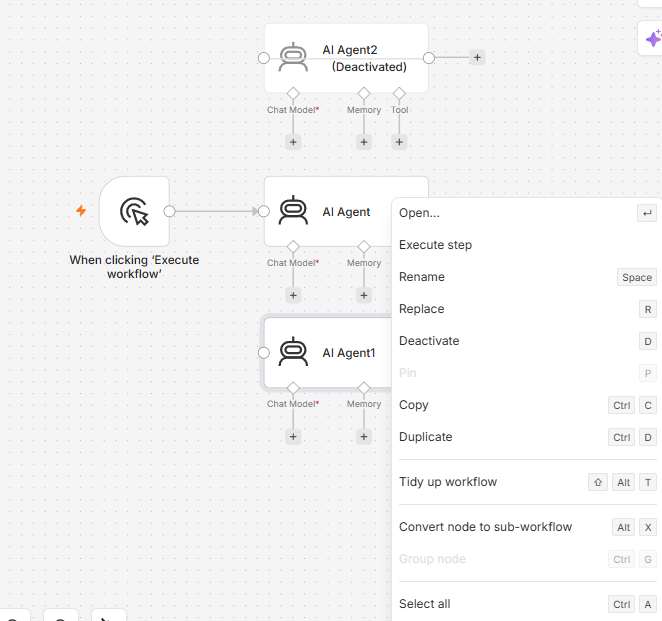 AI Agent2
(Deactivated)
Chat Model*
Memory
Tool
+
+
+
+
When clicking ‘Execute
workflow’
AI Agent
Chat Model*
Memory
+
+
AI Agent1
Chat Model*
Memory
+
+
Open... ↵
Execute step
Rename Space
Replace R
Deactivate D
Pin P
Copy Ctrl C
Duplicate Ctrl D
Tidy up workflow ⇧ Alt T
Convert node to sub-workflow Alt X
Group node Ctrl G
Select all Ctrl A